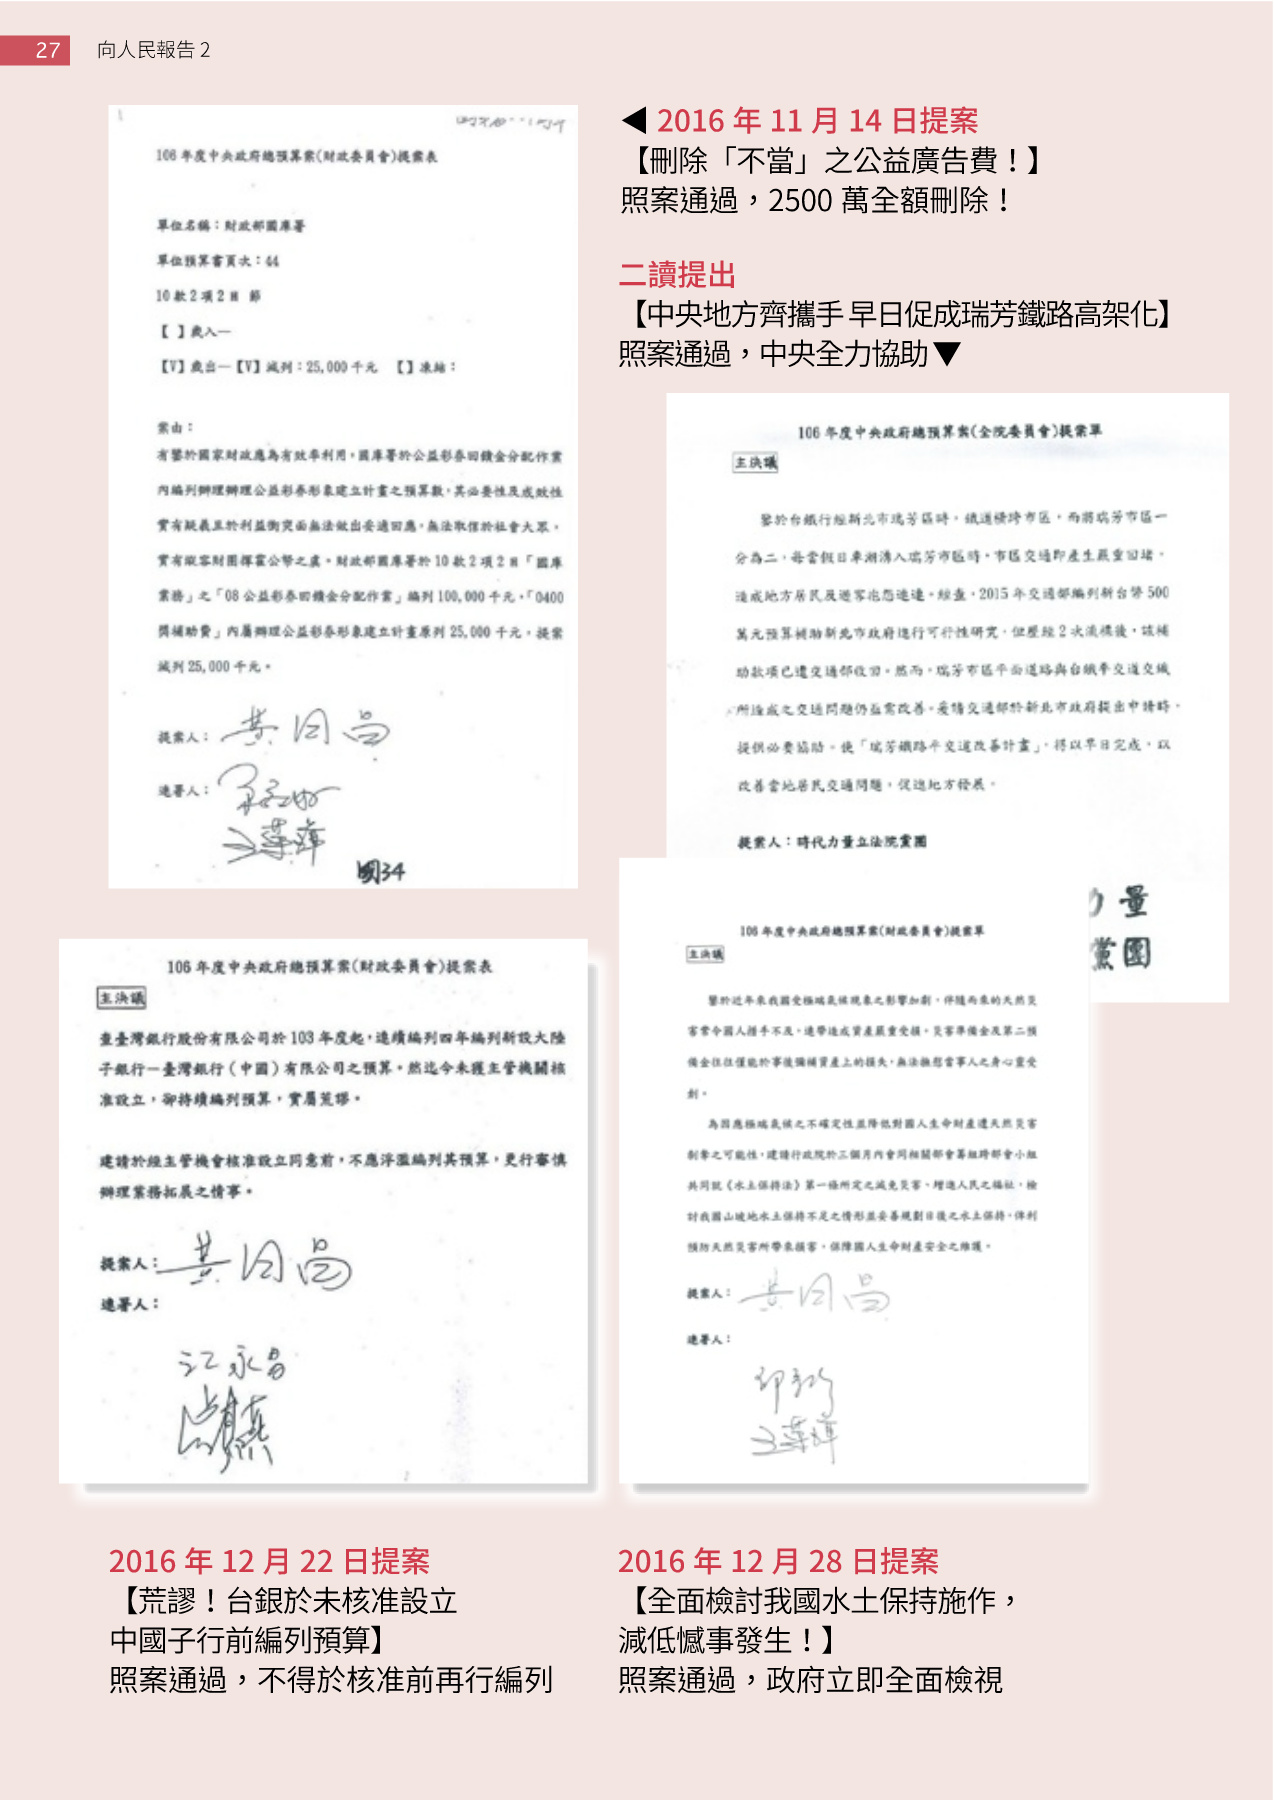 27 向人民報告 2
106 年度中央政府總預算案(財政委員會)提案表
單位名稱：財政部國庫署
單位預算書頁次：44
10 款 2 項 2 目 節
【 】歲入—
【V】歲出—【V】減列：25,000 千元 【】凍結：
案由：
有鑒於國家財政應為有效率利用，國庫署於公益彩券回饋金分配作業
內編列辦理辦理公益彩券形象建立計畫之預算數，其必要性及成效性
實有疑義且於利益衝突面無法做出妥適回應，無法取信於社會大眾，
實有縱容財團揮霍公帑之虞。財政部國庫署於 10 款 2 項 2 目「國庫
業務」之「08 公益彩券回饋金分配作業」編列 100,000 千元，「0400
獎補助費」內屬辦理公益彩券形象建立計畫原列 25,000 千元，提案
減列 25,000 千元。
提案人：黃國昌
連署人：
王榮璋
國34
◀ 2016 年 11 月 14 日提案
【刪除「不當」之公益廣告費！】
照案通過，2500 萬全額刪除！
二讀提出
【中央地方齊攜手 早日促成瑞芳鐵路高架化】
照案通過，中央全力協助▼
106 年度中央政府總預算案(全院委員會)提案單
主決議
鑒於台鐵行經新北市瑞芳區時，鐵道橫跨市區，而將瑞芳市區一
分為二，每當假日車潮湧入瑞芳市區時，市區交通即產生嚴重回堵，
造成地方居民及遊客怨聲連連。經查，2015 年交通部編列新台幣 500
萬元預算補助新北市政府進行可行性研究，但歷經 2 次流標後，該補
助款項已遭交通部收回。然而，瑞芳市區平面道路與台鐵平交道交織
所造成之交通問題仍亟需改善。爰請交通部於新北市政府提出申請時，
提供必要協助。使「瑞芳鐵路平交道改善計畫」，得以早日完成，以
改善當地居民交通問題，促進地方發展。
提案人：時代力量立法院黨團
力量
黨團
106 年度中央政府總預算案(財政委員會)提案表
主決議
查臺灣銀行股份有限公司於 103 年度起，連續編列四年編列新設大陸
子銀行—臺灣銀行（中國）有限公司之預算。然迄今未獲主管機關核
准設立，卻持續編列預算，實屬荒謬。
建請於經主管機會核准設立同意前，不應浮濫編列其預算，更行審慎
辦理業務拓展之情事。
提案人：黃國昌
連署人：
江永昌
106 年度中央政府總預算案(財政委員會)提案單
主決議
鑒於近年來我國受極端氣候現象之影響加劇，伴隨而來的天然災
害常令國人措手不及，連帶造成資產嚴重受損。災害準備金及第二預
備金往往僅能於事後彌補資產上的損失，無法撫慰當事人之身心靈受
創。
為因應極端氣候之不確定性並降低對國人生命財產遭天然災害
剝奪之可能性，建請行政院於三個月內會同相關部會籌組跨部會小組
共同就《水土保持法》第一條所定之減免災害，增進人民之福祉，檢
討我國山坡地水土保持不足之情形並妥善規劃日後之水土保持，俾利
預防天然災害所帶來損害，保障國人生命財產安全之維護。
提案人：黃國昌
連署人：
王榮璋
2016 年 12 月 22 日提案
【荒謬！台銀於未核准設立
中國子行前編列預算】
照案通過，不得於核准前再行編列
2016 年 12 月 28 日提案
【全面檢討我國水土保持施作，
減低憾事發生！】
照案通過，政府立即全面檢視